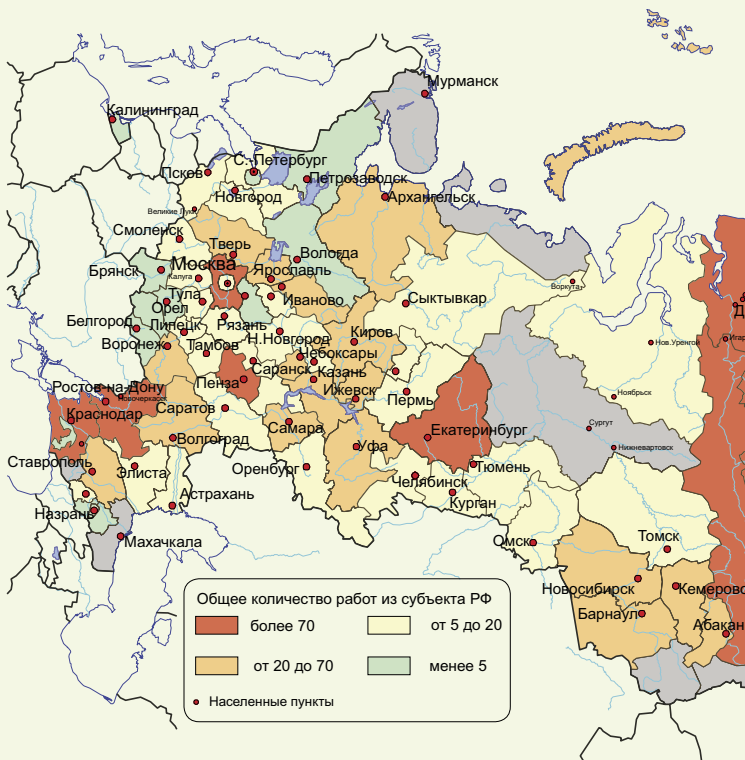 Мурманск
Калининград
С.-Петербург
Псков
Петрозаводск
Новгород
Архангельск
Великие Луки
Смоленск
Тверь
Вологда
Москва
Брянск
Калуга
Ярославль
Воркута
Тула
Иваново
Сыктывкар
Орел
Белгород
Липецк
Рязань
Н.Новгород
Киров
Игар
Воронеж
Тамбов
Чебоксары
Нов.Уренгой
Саранск
Казань
Ростов-на-Дону
Пенза
Ижевск
Пермь
Ноябрьск
Новочеркасск
Краснодар
Саратов
Самара
Екатеринбург
Сургут
Волгоград
Уфа
Нижневартовск
Ставрополь
Элиста
Оренбург
Тюмень
Челябинск
Астрахань
Курган
Назрань
Махачкала
Омск
Томск
Новосибирск
Кемерово
Барнаул
Абакан
Общее количество работ из субъекта РФ
более 70
от 5 до 20
от 20 до 70
менее 5
Населенные пункты